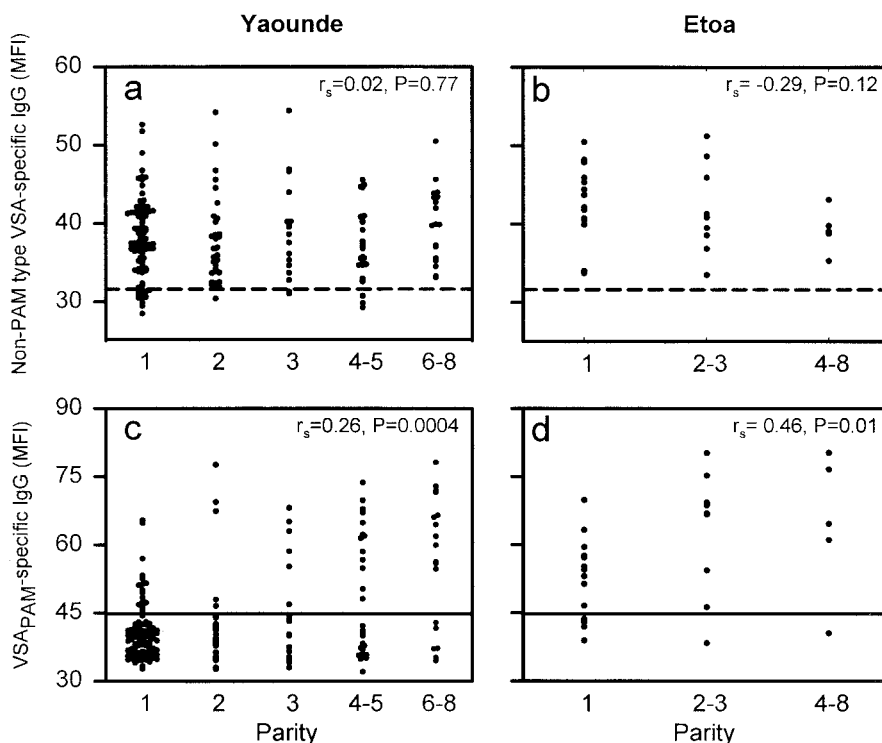 Yaounde
Etoa
Non-PAM type VSA-specific IgG (MFI)
60
50
40
30
a
rs=0.02, P=0.77
b
rs= -0.29, P=0.12
1 2 3 4-5 6-8
1 2-3 4-8
VSAPAM-specific IgG (MFI)
90
75
60
45
30
c
rs=0.26, P=0.0004
d
rs= 0.46, P=0.01
1 2 3 4-5 6-8
1 2-3 4-8
Parity
Parity